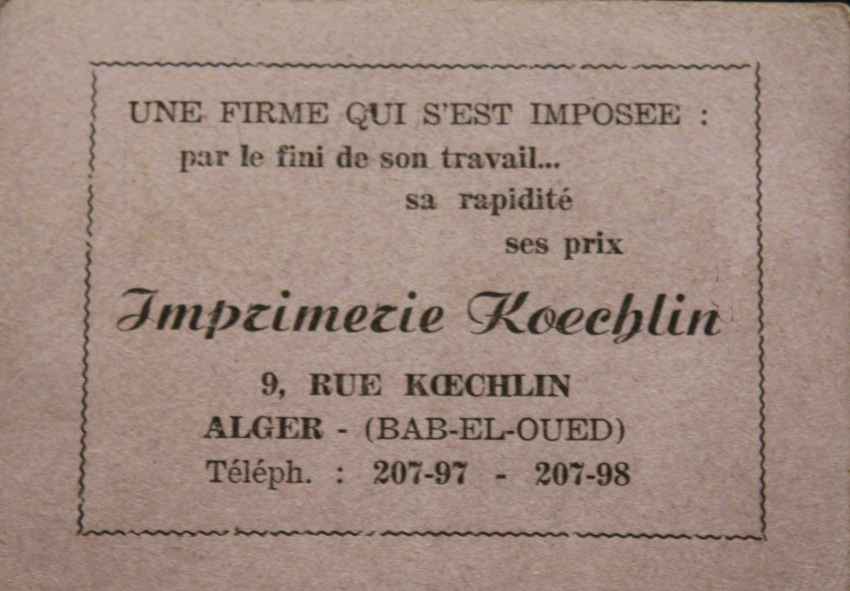 UNE FIRME QUI S'EST IMPOSEE :
par le fini de son travail...
sa rapidité
ses prix
Imprimerie Koechlin
9, RUE KŒCHLIN
ALGER - (BAB-EL-OUED)
Téléph. : 207-97 - 207-98